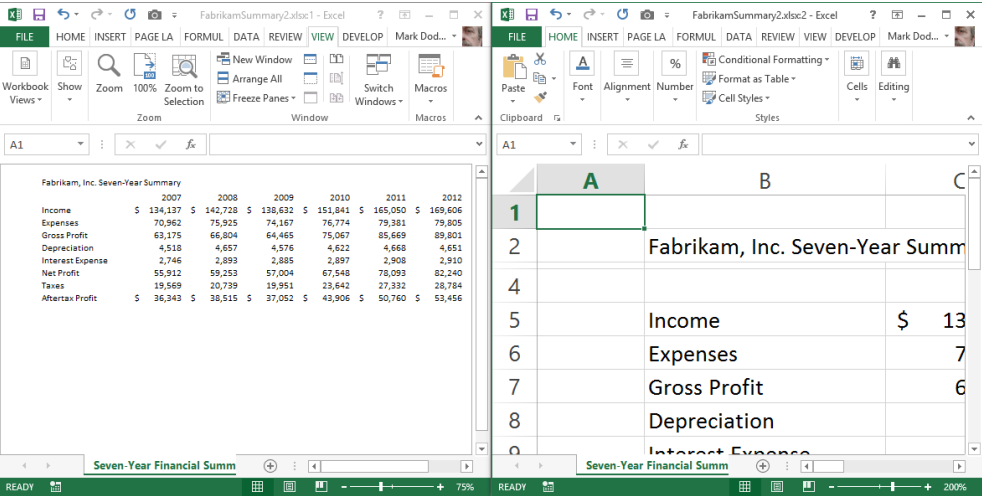 FabrikamSummary2.xlsx:1 - Excel
FILE HOME INSERT PAGE LA FORMUL DATA REVIEW VIEW DEVELOP Mark Dod...
Workbook Views
Show
Zoom
100%
Zoom to Selection
Zoom
New Window
Arrange All
Freeze Panes
Switch Windows
Window
Macros
Macros
A1
fx
Fabrikam, Inc. Seven-Year Summary
2007 2008 2009 2010 2011 2012
Income $ 134,137 $ 142,728 $ 138,632 $ 151,841 $ 165,050 $ 169,606
Expenses 70,962 75,925 74,167 76,774 79,381 79,805
Gross Profit 63,175 66,804 64,465 75,067 85,669 89,801
Depreciation 4,518 4,657 4,576 4,622 4,668 4,651
Interest Expense 2,746 2,893 2,885 2,897 2,908 2,910
Net Profit 55,912 59,253 57,004 67,548 78,093 82,240
Taxes 19,569 20,739 19,951 23,642 27,332 28,784
Aftertax Profit $ 36,343 $ 38,515 $ 37,052 $ 43,906 $ 50,760 $ 53,456
Seven-Year Financial Summ
READY 75%
FabrikamSummary2.xlsx:2 - Excel
FILE HOME INSERT PAGE LA FORMUL DATA REVIEW VIEW DEVELOP Mark Dod...
Paste
Clipboard
Font
Alignment
Number
Conditional Formatting
Format as Table
Cell Styles
Styles
Cells
Editing
A1
fx
A B C
1
2 Fabrikam, Inc. Seven-Year Summ
4
5 Income $ 13
6 Expenses 7
7 Gross Profit 6
8 Depreciation
9 Interest Expense
Seven-Year Financial Summ
READY 200%